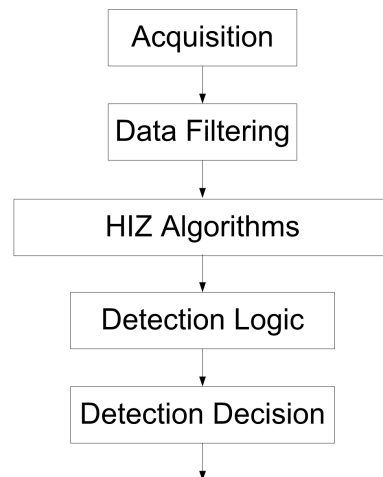 Acquisition
Data Filtering
HIZ Algorithms
Detection Logic
Detection Decision